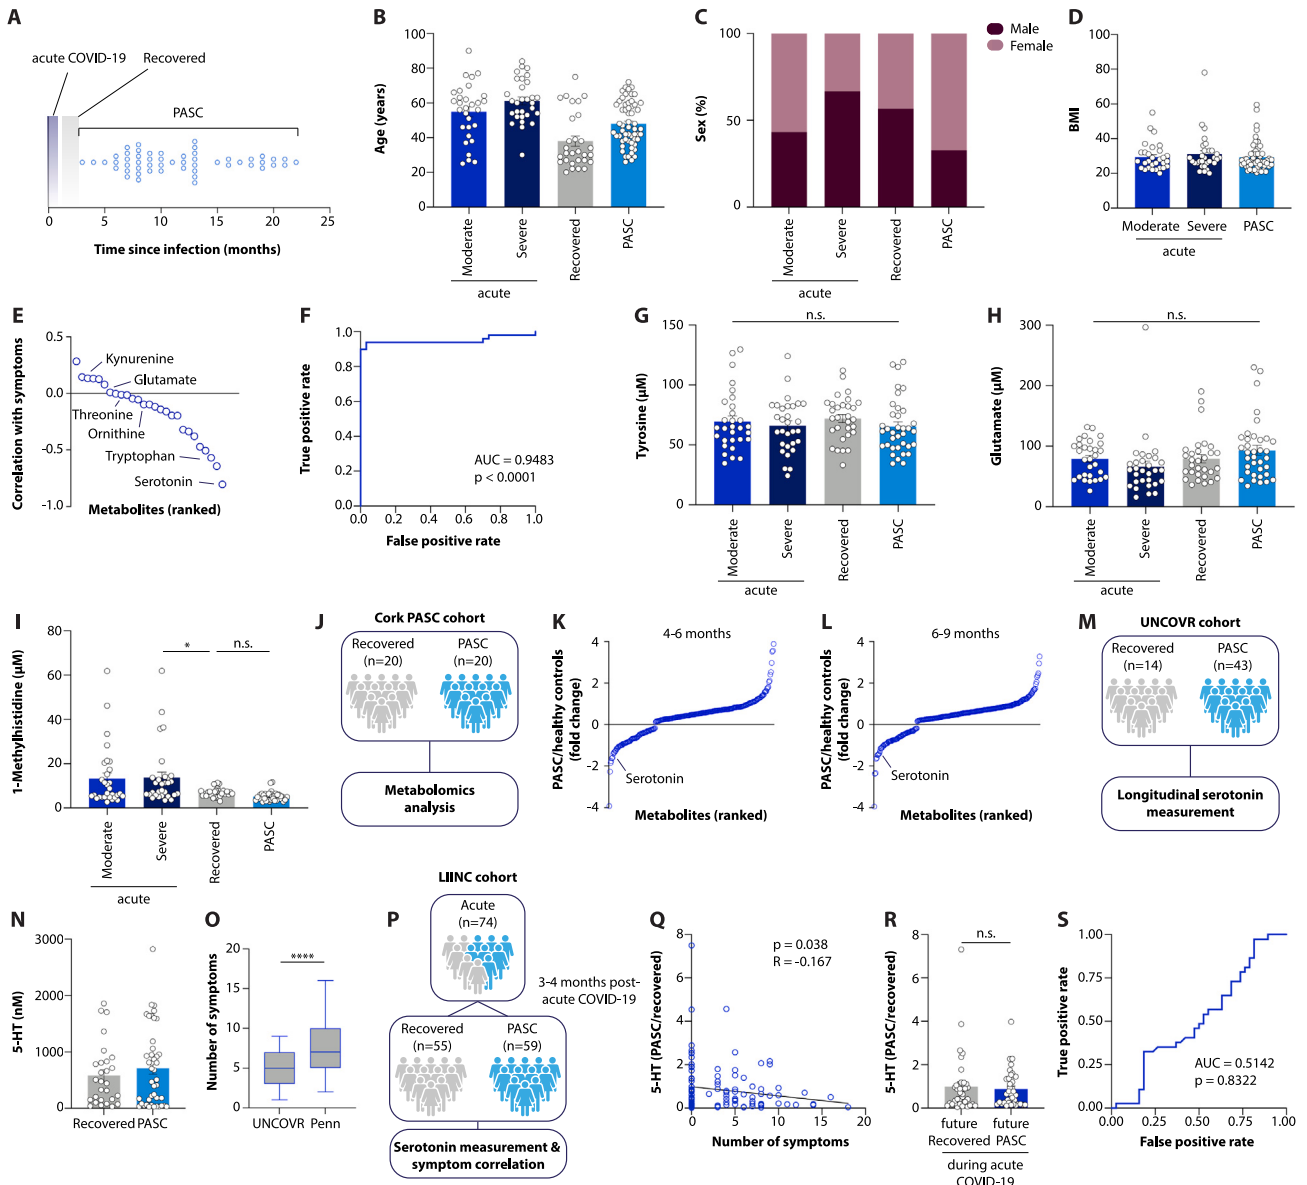 A
acute COVID-19
Recovered
PASC
0
5
10
15
20
25
Time since infection (months)
B
Age (years)
100
80
60
40
20
0
Moderate
Severe
Recovered
PASC
acute
C
Sex (%)
100
50
0
Male
Female
Moderate
Severe
Recovered
PASC
acute
D
BMI
100
80
60
40
20
0
Moderate
Severe
PASC
acute
E
Correlation with symptoms
0.5
0.0
-0.5
-1.0
Kynurenine
Glutamate
Threonine
Ornithine
Tryptophan
Serotonin
Metabolites (ranked)
F
True positive rate
1.0
0.8
0.6
0.4
0.2
0.0
AUC = 0.9483
p < 0.0001
0.0
0.2
0.4
0.6
0.8
1.0
False positive rate
G
n.s.
Tyrosine (μM)
150
100
50
0
Moderate
Severe
Recovered
PASC
acute
H
n.s.
Glutamate (μM)
300
200
100
0
Moderate
Severe
Recovered
PASC
acute
I
1-Methylhistidine (μM)
80
60
40
20
0
*
n.s.
Moderate
Severe
Recovered
PASC
acute
J
Cork PASC cohort
Recovered
(n=20)
PASC
(n=20)
Metabolomics
analysis
K
4-6 months
PASC/healthy controls
(fold change)
4
2
0
-2
-4
Serotonin
Metabolites (ranked)
L
6-9 months
PASC/healthy controls
(fold change)
4
2
0
-2
-4
Serotonin
Metabolites (ranked)
M
UNCOVR cohort
Recovered
(n=14)
PASC
(n=43)
Longitudinal serotonin
measurement
N
5-HT (nM)
3000
2000
1000
0
Recovered
PASC
O
Number of symptoms
20
15
10
5
0
****
UNCOVR
Penn
P
LIINC cohort
Acute
(n=74)
3-4 months post-
acute COVID-19
Recovered
(n=55)
PASC
(n=59)
Serotonin measurement &
symptom correlation
Q
5-HT (PASC/recovered)
8
6
4
2
0
p = 0.038
R = -0.167
0
5
10
15
20
Number of symptoms
R
5-HT (PASC/recovered)
8
6
4
2
0
n.s.
future
Recovered
future
PASC
during acute
COVID-19
S
True positive rate
1.00
0.75
0.50
0.25
0
AUC = 0.5142
p = 0.8322
0
0.25
0.50
0.75
1.00
False positive rate